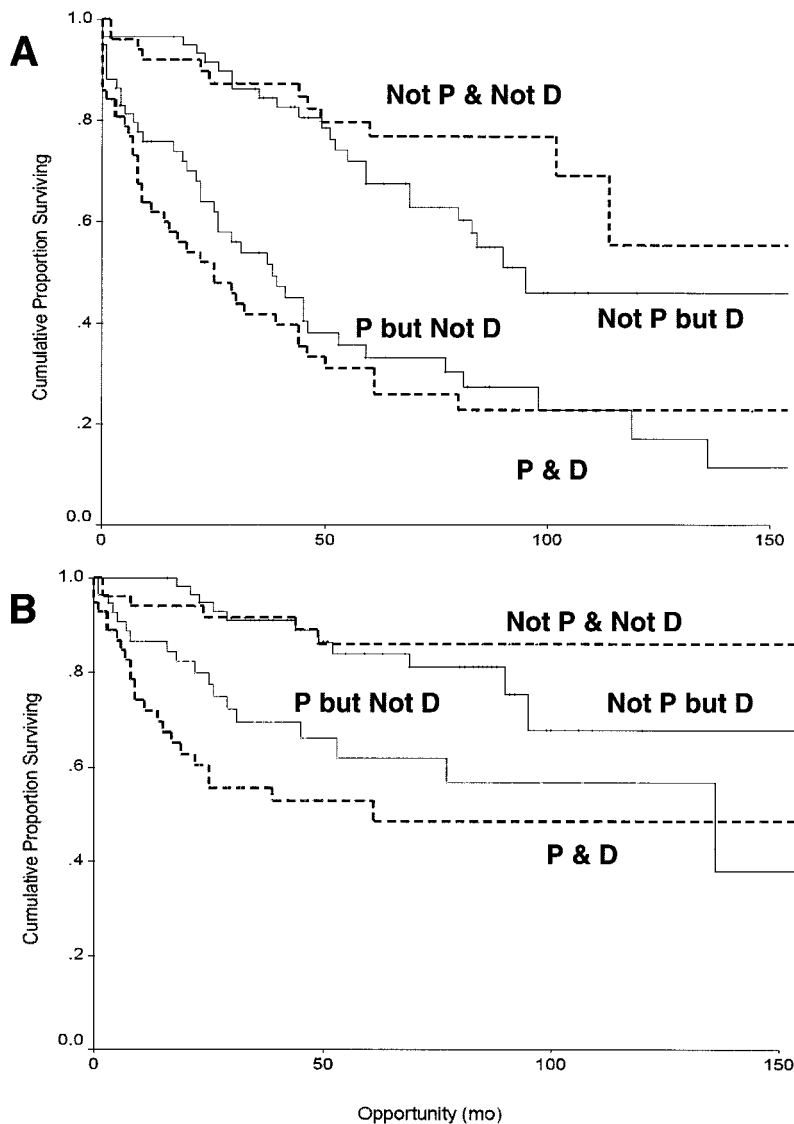 A
1.0
.8
.6
.4
.2
0.0
Cumulative Proportion Surviving
Not P & Not D
Not P but D
P but Not D
P & D
0
50
100
150
B
1.0
.8
.6
.4
.2
0.0
Cumulative Proportion Surviving
Not P & Not D
P but Not D
Not P but D
P & D
0
50
100
150
Opportunity (mo)